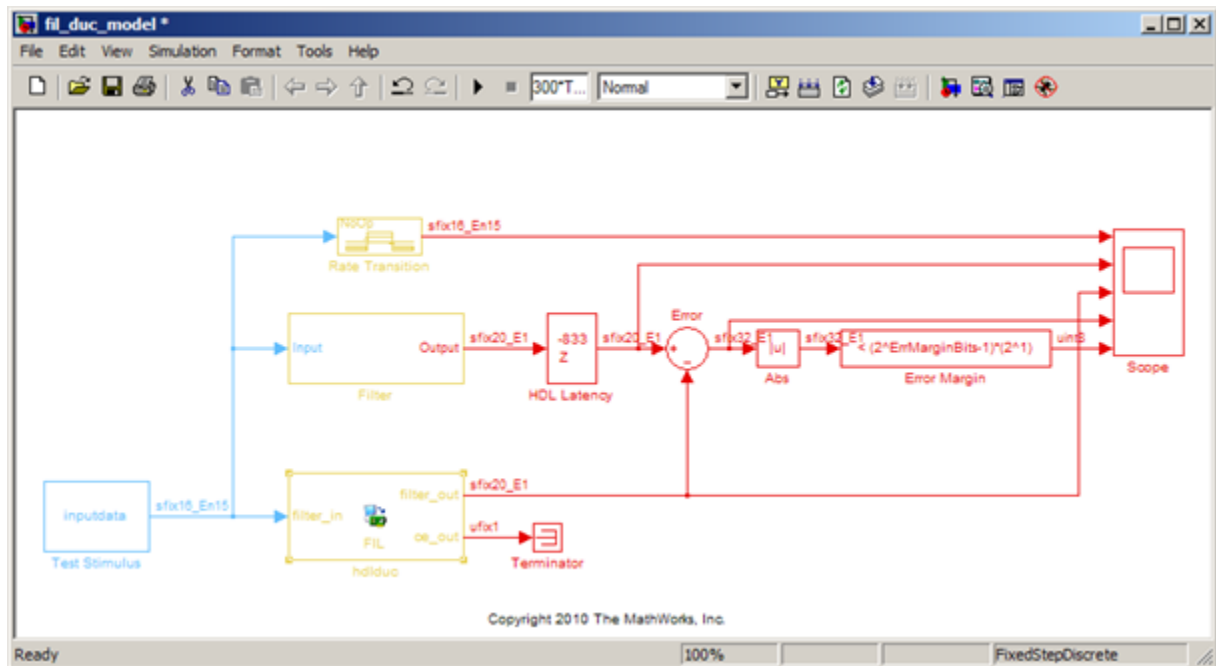 fil_duc_model *
File Edit View Simulation Format Tools Help
300*T... Normal
NoOp
sfix16_En15
Rate Transition
Input
Output
Filter
sfix20_E1
-833
Z
HDL Latency
sfix20_E1
Error
+
-
sfix32_E1
|u|
Abs
sfix32_E1
< (2^ErrMarginBits-1)*(2^1)
Error Margin
uint8
Scope
inputdata
Test Stimulus
sfix16_En15
filter_in
FIL
filter_out
ce_out
hdlduc
sfix20_E1
ufix1
Terminator
Copyright 2010 The MathWorks, Inc.
Ready 100% FixedStepDiscrete